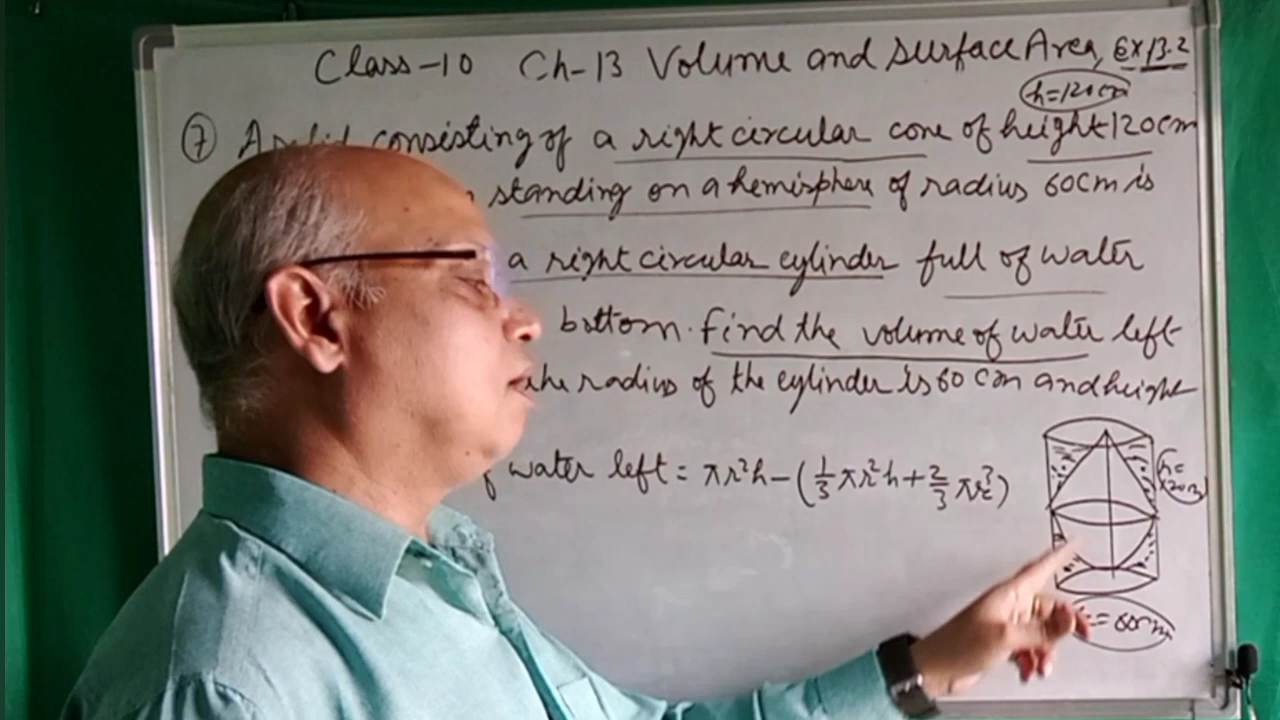 Class-10 Ch-13 Volume and Surface Area, Ex 13.2
h=120cm
⑦ A consisting of a right circular cone of height 120cm
standing on a hemisphere of radius 60cm is
a right circular cylinder full of water
bottom. Find the volume of water left
the radius of the cylinder is 60 cm and height
water left = πr²h-(1/3 πr²h+2/3 πr³)
h=
= 60cm